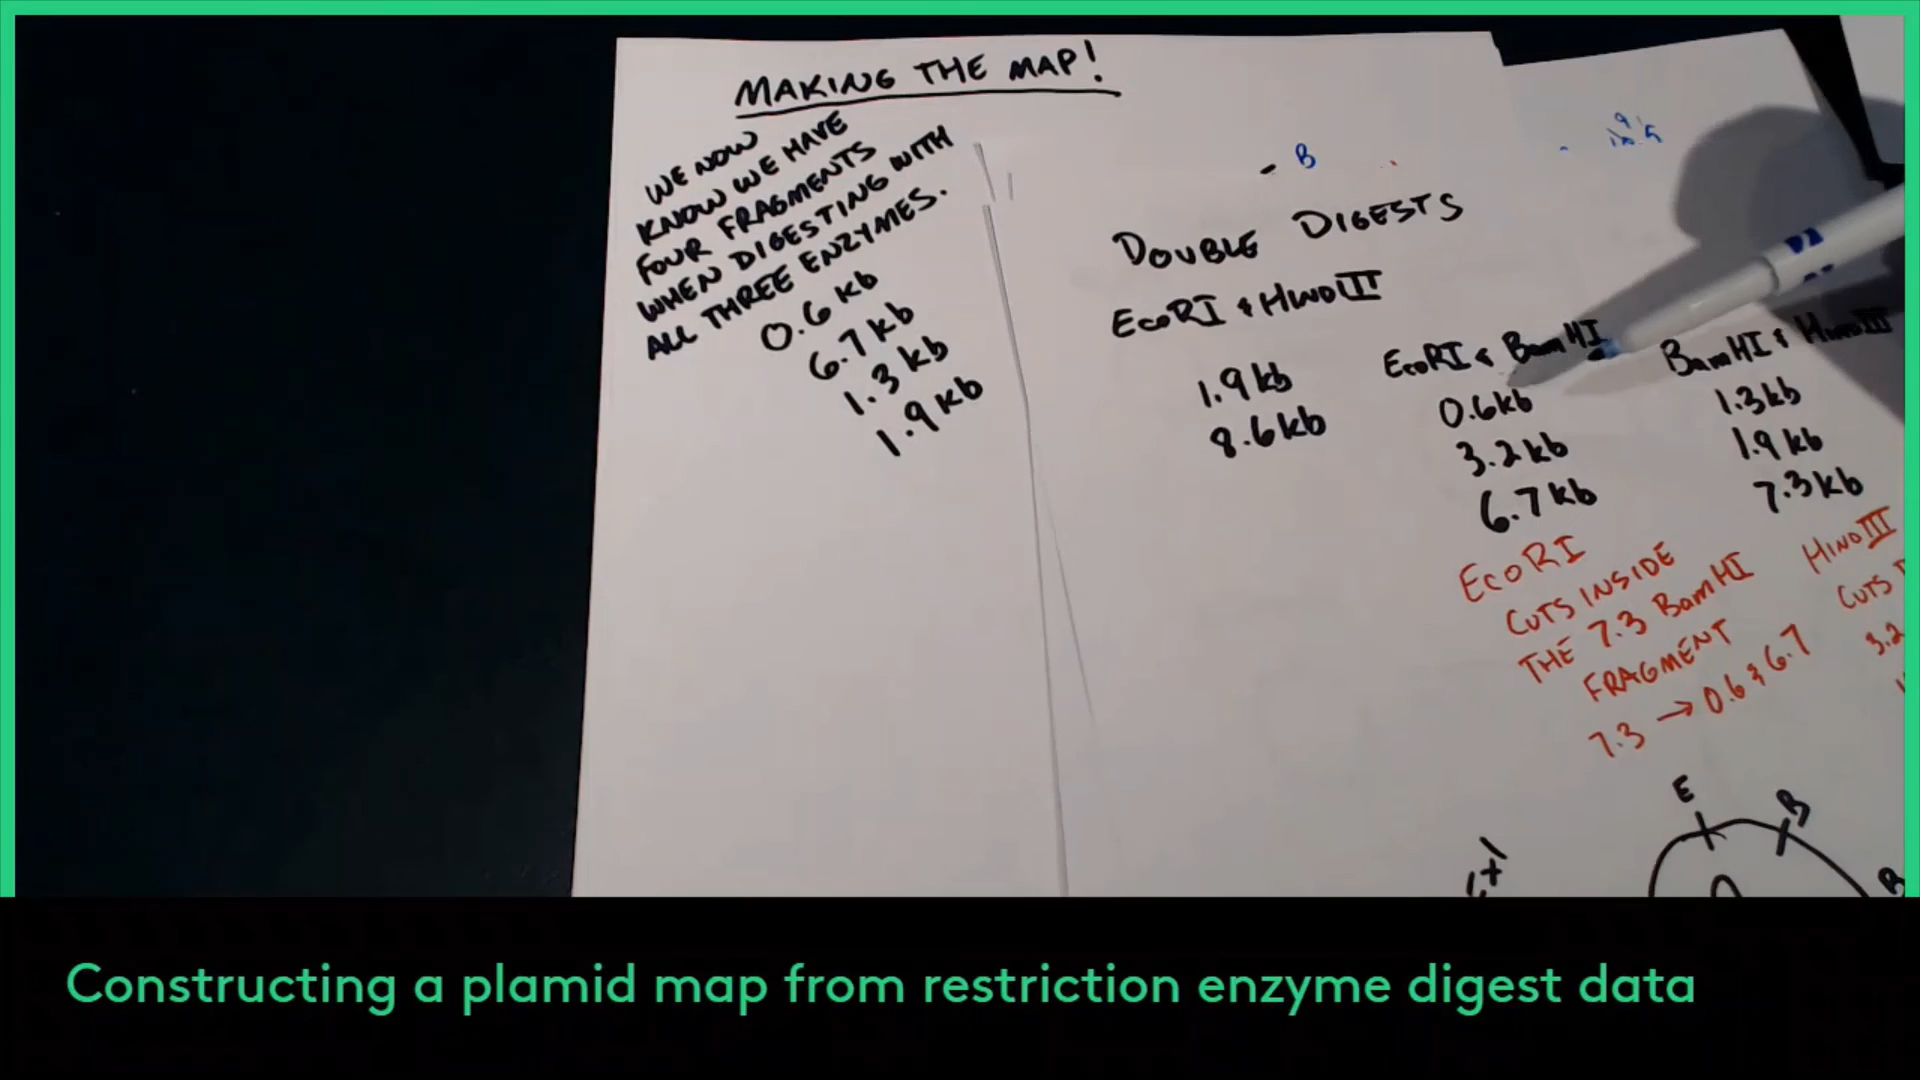 MAKING THE MAP!
WE NOW
KNOW WE HAVE
FOUR FRAGMENTS
WHEN DIGESTING WITH
ALL THREE ENZYMES.
0.6 kb
6.7 kb
1.3 kb
1.9 kb
B
DOUBLE DIGESTS
EcoRI & HindIII
1.9 kb
8.6 kb
EcoRI & BamHI
0.6 kb
3.2 kb
6.7 kb
BamHI & HindIII
1.3 kb
1.9 kb
7.3 kb
EcoRI
CUTS INSIDE
THE 7.3 BamHI
FRAGMENT
7.3 → 0.6 & 6.7
HINDIII
CUTS
3.2
E
B
B
Constructing a plamid map from restriction enzyme digest data